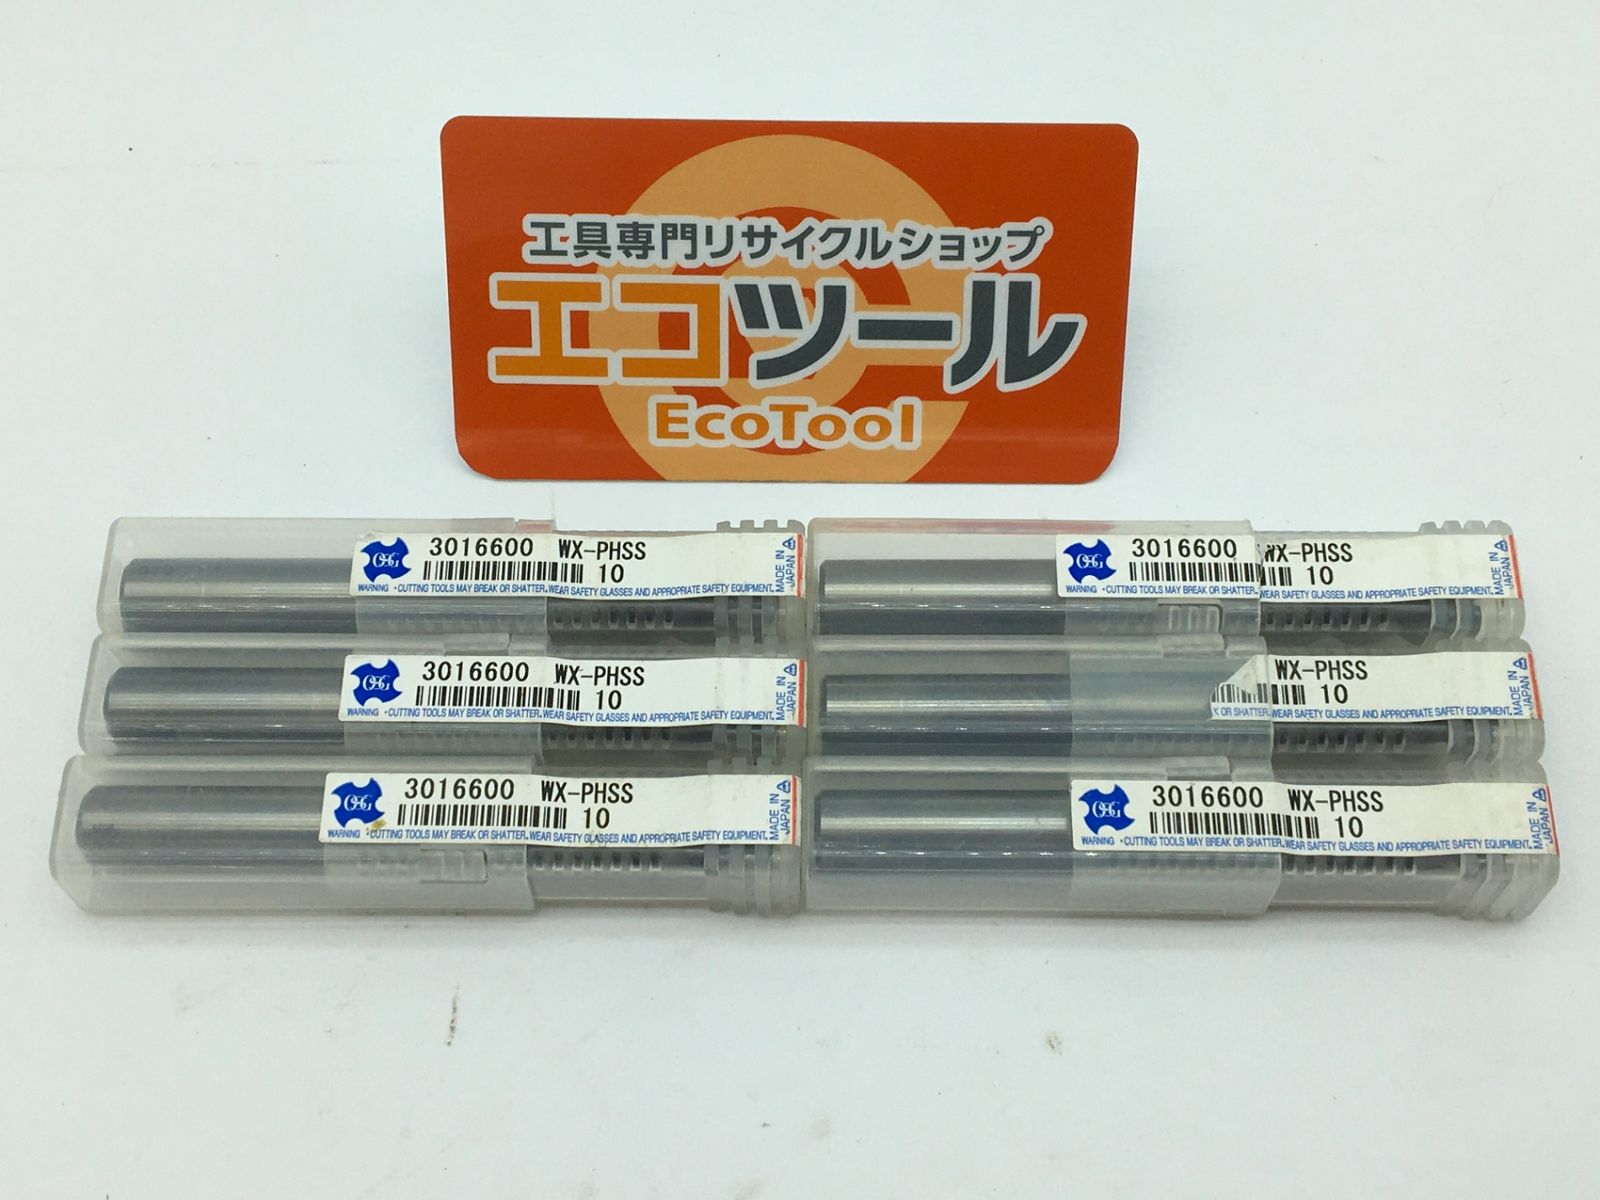 工具専門リサイクルショップ
エコツール
EcoTool
OSG 3016600 WX-PHSS
10
WARNING •CUTTING TOOLS MAY BREAK OR SHATTER. WEAR SAFETY GLASSES AND APPROPRIATE SAFETY EQUIPMENT.
MADE IN JAPAN
OSG 3016600 WX-PHSS
10
WARNING •CUTTING TOOLS MAY BREAK OR SHATTER. WEAR SAFETY GLASSES AND APPROPRIATE SAFETY EQUIPMENT.
MADE IN JAPAN
OSG 3016600 WX-PHSS
10
WARNING •CUTTING TOOLS MAY BREAK OR SHATTER. WEAR SAFETY GLASSES AND APPROPRIATE SAFETY EQUIPMENT.
MADE IN JAPAN
WX-PHSS
10
K OR SHATTER. WEAR SAFETY GLASSES AND APPROPRIATE SAFETY EQUIPMENT.
MADE IN JAPAN
OSG 3016600 WX-PHSS
10
WARNING •CUTTING TOOLS MAY BREAK OR SHATTER. WEAR SAFETY GLASSES AND APPROPRIATE SAFETY EQUIPMENT.
MADE IN JAPAN
OSG 3016600 WX-PHSS
10
WARNING •CUTTING TOOLS MAY BREAK OR SHATTER. WEAR SAFETY GLASSES AND APPROPRIATE SAFETY EQUIPMENT.
MADE IN JAPAN